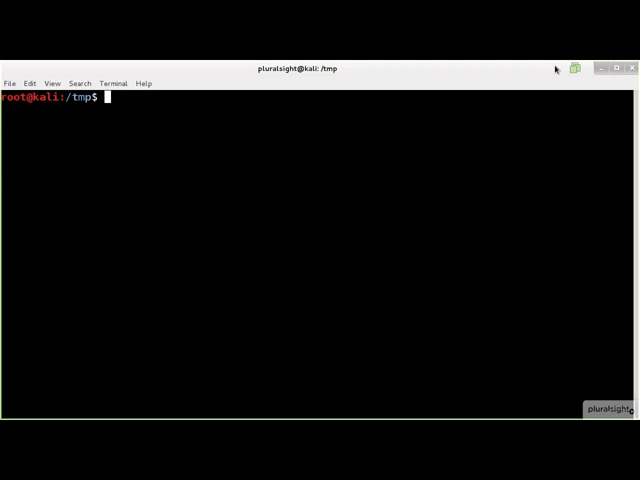 pluralsight@kali: /tmp
File Edit View Search Terminal Help
root@kali:/tmp$
pluralsight